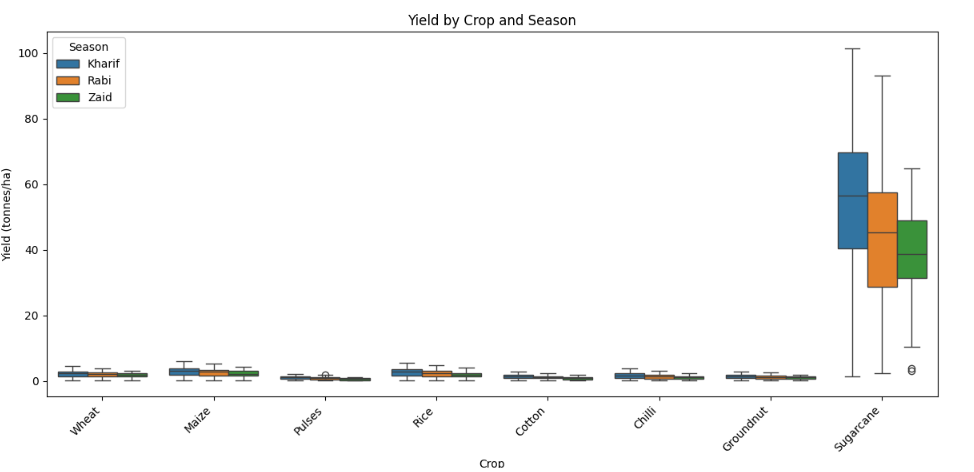 Yield by Crop and Season
Season
Kharif
Rabi
Zaid
Yield (tonnes/ha)
100
80
60
40
20
0
Wheat
Maize
Pulses
Rice
Cotton
Chilli
Groundnut
Sugarcane
Crop